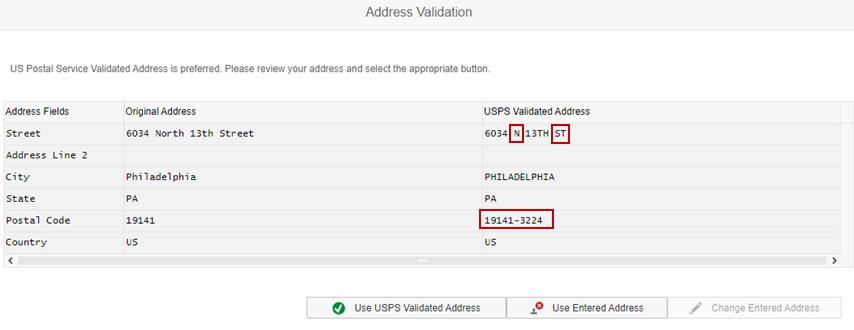 Address Validation
US Postal Service Validated Address is preferred. Please review your address and select the appropriate button.
Address Fields Original Address USPS Validated Address
Street 6034 North 13th Street 6034 N 13TH ST
Address Line 2
City Philadelphia PHILADELPHIA
State PA PA
Postal Code 19141 19141-3224
Country US US
Use USPS Validated Address Use Entered Address Change Entered Address